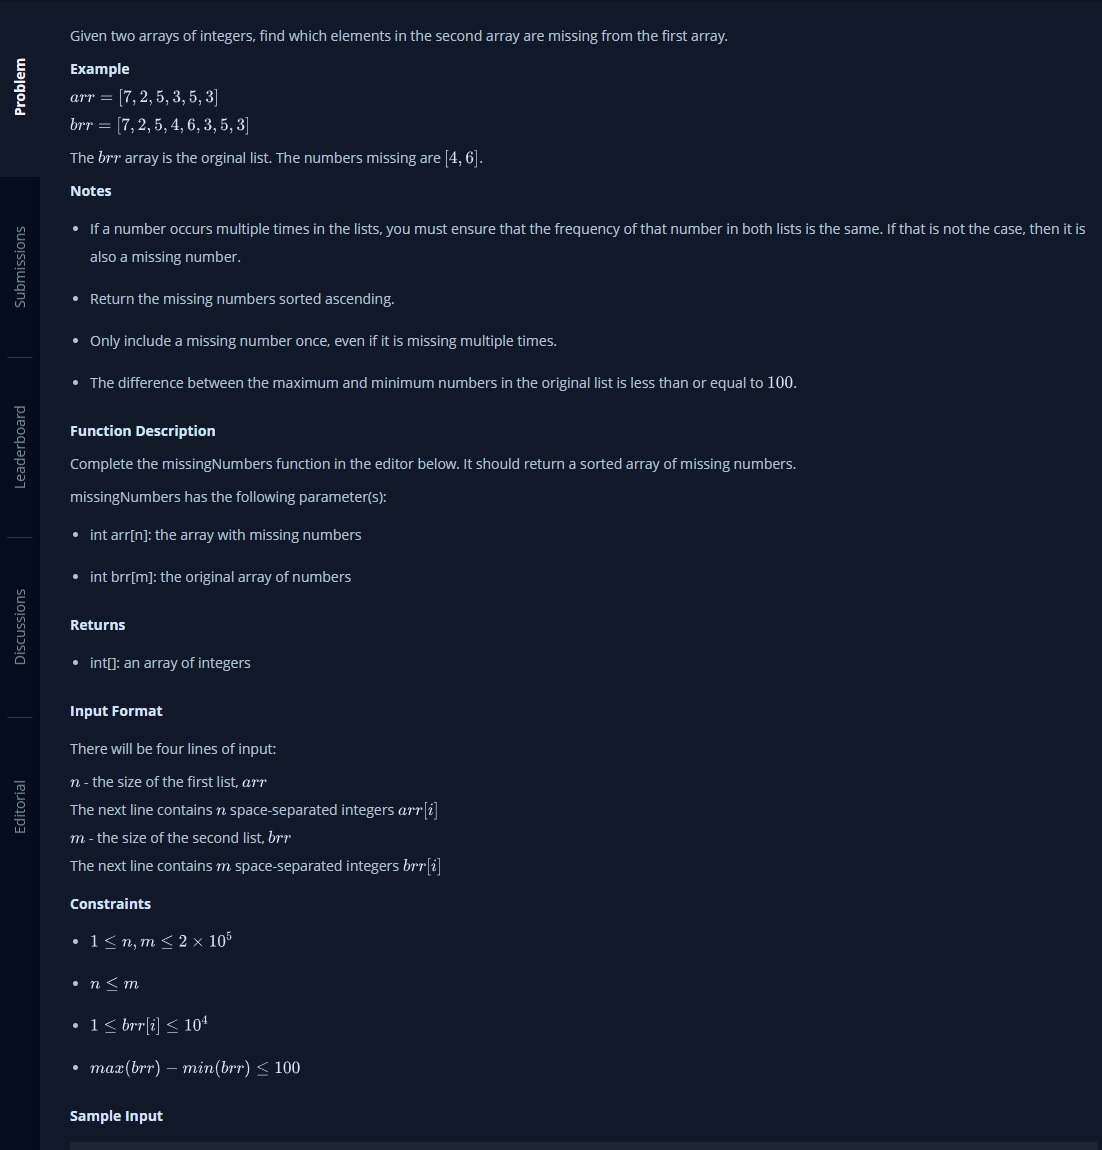 Problem
Submissions
Leaderboard
Discussions
Editorial
Given two arrays of integers, find which elements in the second array are missing from the first array.
Example
arr = [7, 2, 5, 3, 5, 3]
brr = [7, 2, 5, 4, 6, 3, 5, 3]
The brr array is the orginal list. The numbers missing are [4, 6].
Notes
• If a number occurs multiple times in the lists, you must ensure that the frequency of that number in both lists is the same. If that is not the case, then it is
also a missing number.
• Return the missing numbers sorted ascending.
• Only include a missing number once, even if it is missing multiple times.
• The difference between the maximum and minimum numbers in the original list is less than or equal to 100.
Function Description
Complete the missingNumbers function in the editor below. It should return a sorted array of missing numbers.
missingNumbers has the following parameter(s):
• int arr[n]: the array with missing numbers
• int brr[m]: the original array of numbers
Returns
• int[]: an array of integers
Input Format
There will be four lines of input:
n - the size of the first list, arr
The next line contains n space-separated integers arr[i]
m - the size of the second list, brr
The next line contains m space-separated integers brr[i]
Constraints
• 1 ≤ n, m ≤ 2 × 10⁵
• n ≤ m
• 1 ≤ brr[i] ≤ 10⁴
• max(brr) − min(brr) ≤ 100
Sample Input